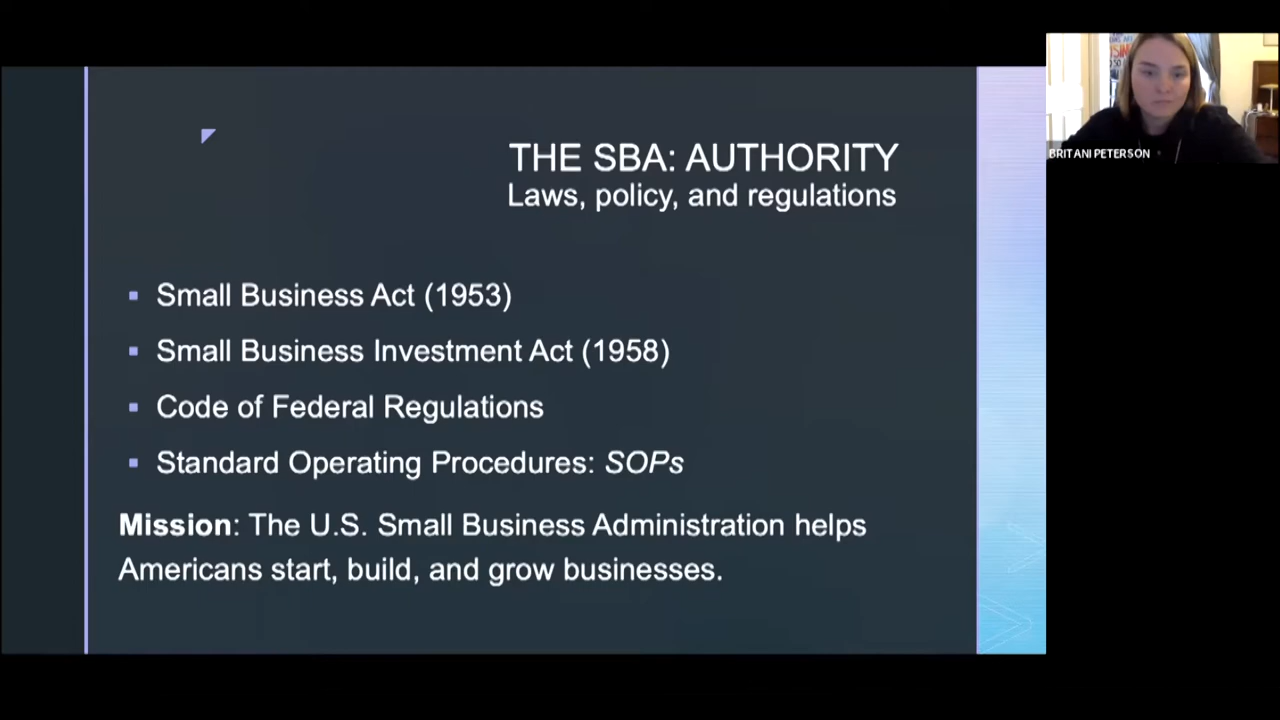 THE SBA: AUTHORITY
Laws, policy, and regulations
Small Business Act (1953)
Small Business Investment Act (1958)
Code of Federal Regulations
Standard Operating Procedures: SOPs
Mission: The U.S. Small Business Administration helps
Americans start, build, and grow businesses.
BRITANI PETERSON